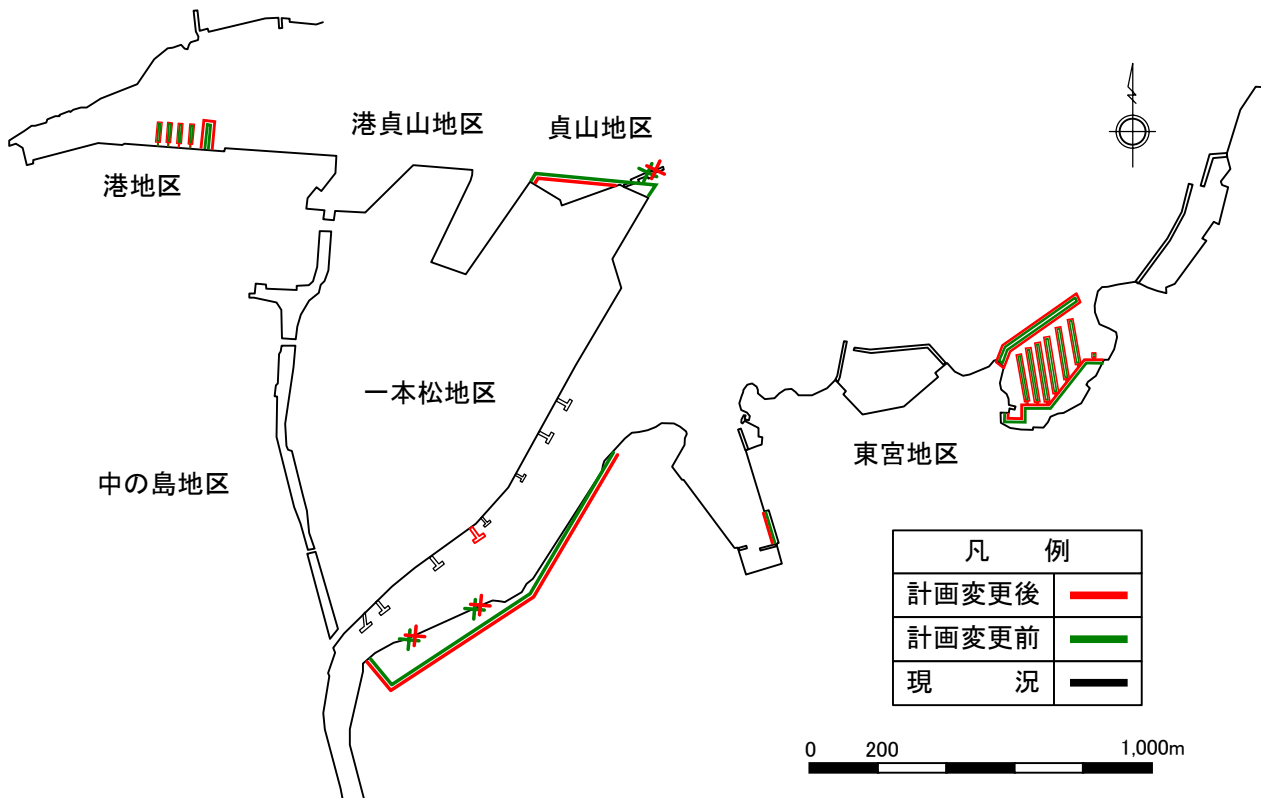 港貞山地区
貞山地区
港地区
一本松地区
中の島地区
東宮地区
凡 例
計画変更後
計画変更前
現 況
0 200 1,000m